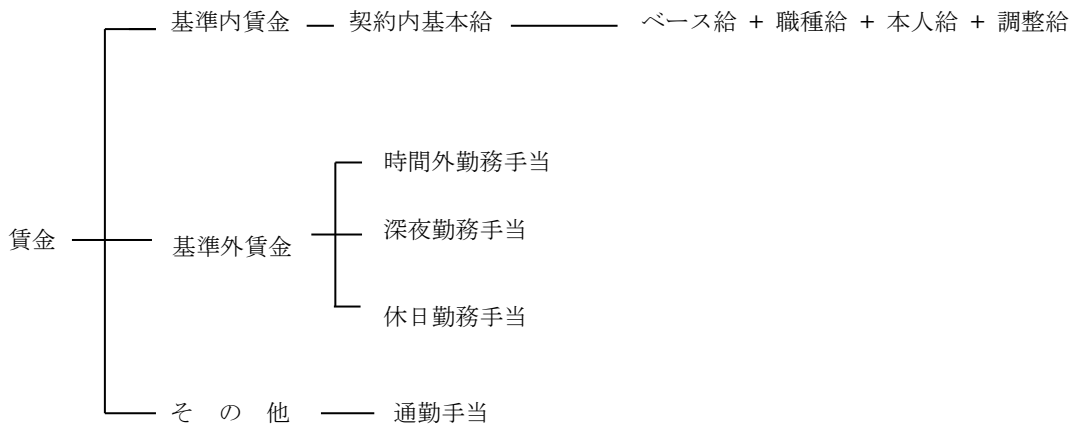 基準内賃金 契約内基本給 ベース給 + 職種給 + 本人給 + 調整給
時間外勤務手当
深夜勤務手当
賃金 基準外賃金
休日勤務手当
そ の 他 通勤手当